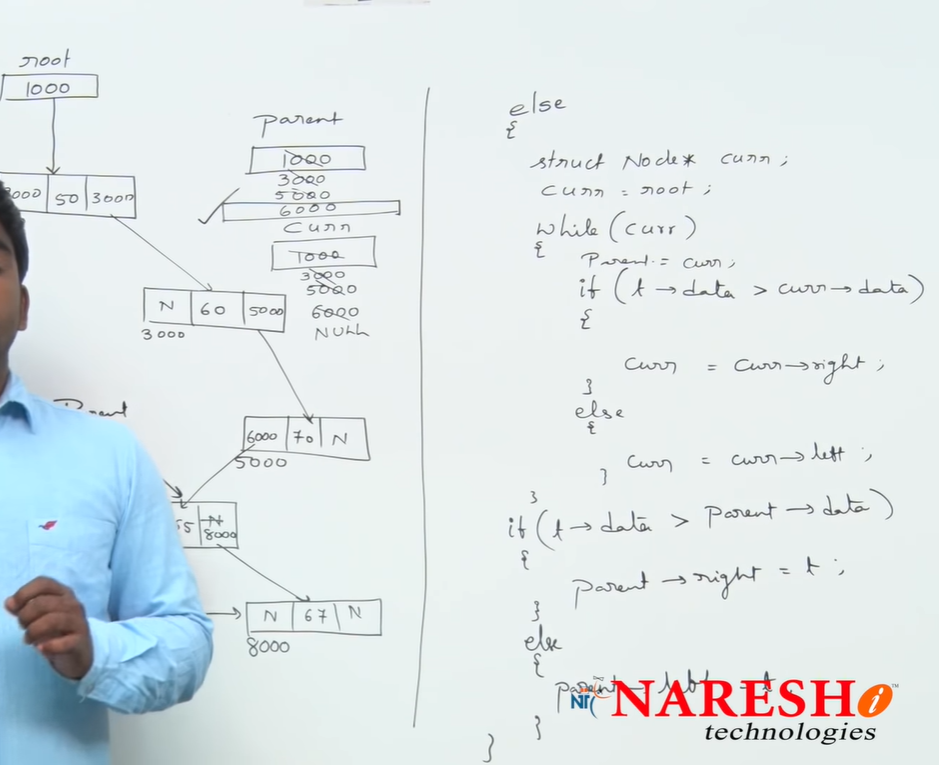 root
1000
50 3000
parent
1000
3000
5000
6000
Curr
1000
3000
5000
6000
NULL
N 60 5000
3000
6000 70 N
5000
N
8000
N 67 N
8000
else
{
struct Node* curr;
curr = root;
while (curr)
{
Parent = curr;
if (t → data > curr → data)
{
curr = curr → right;
}
else
{
} curr = curr → left;
}
if (t → data > parent → data)
{
parent → right = t;
}
else
{
}
}
NARESH i ™
technologies